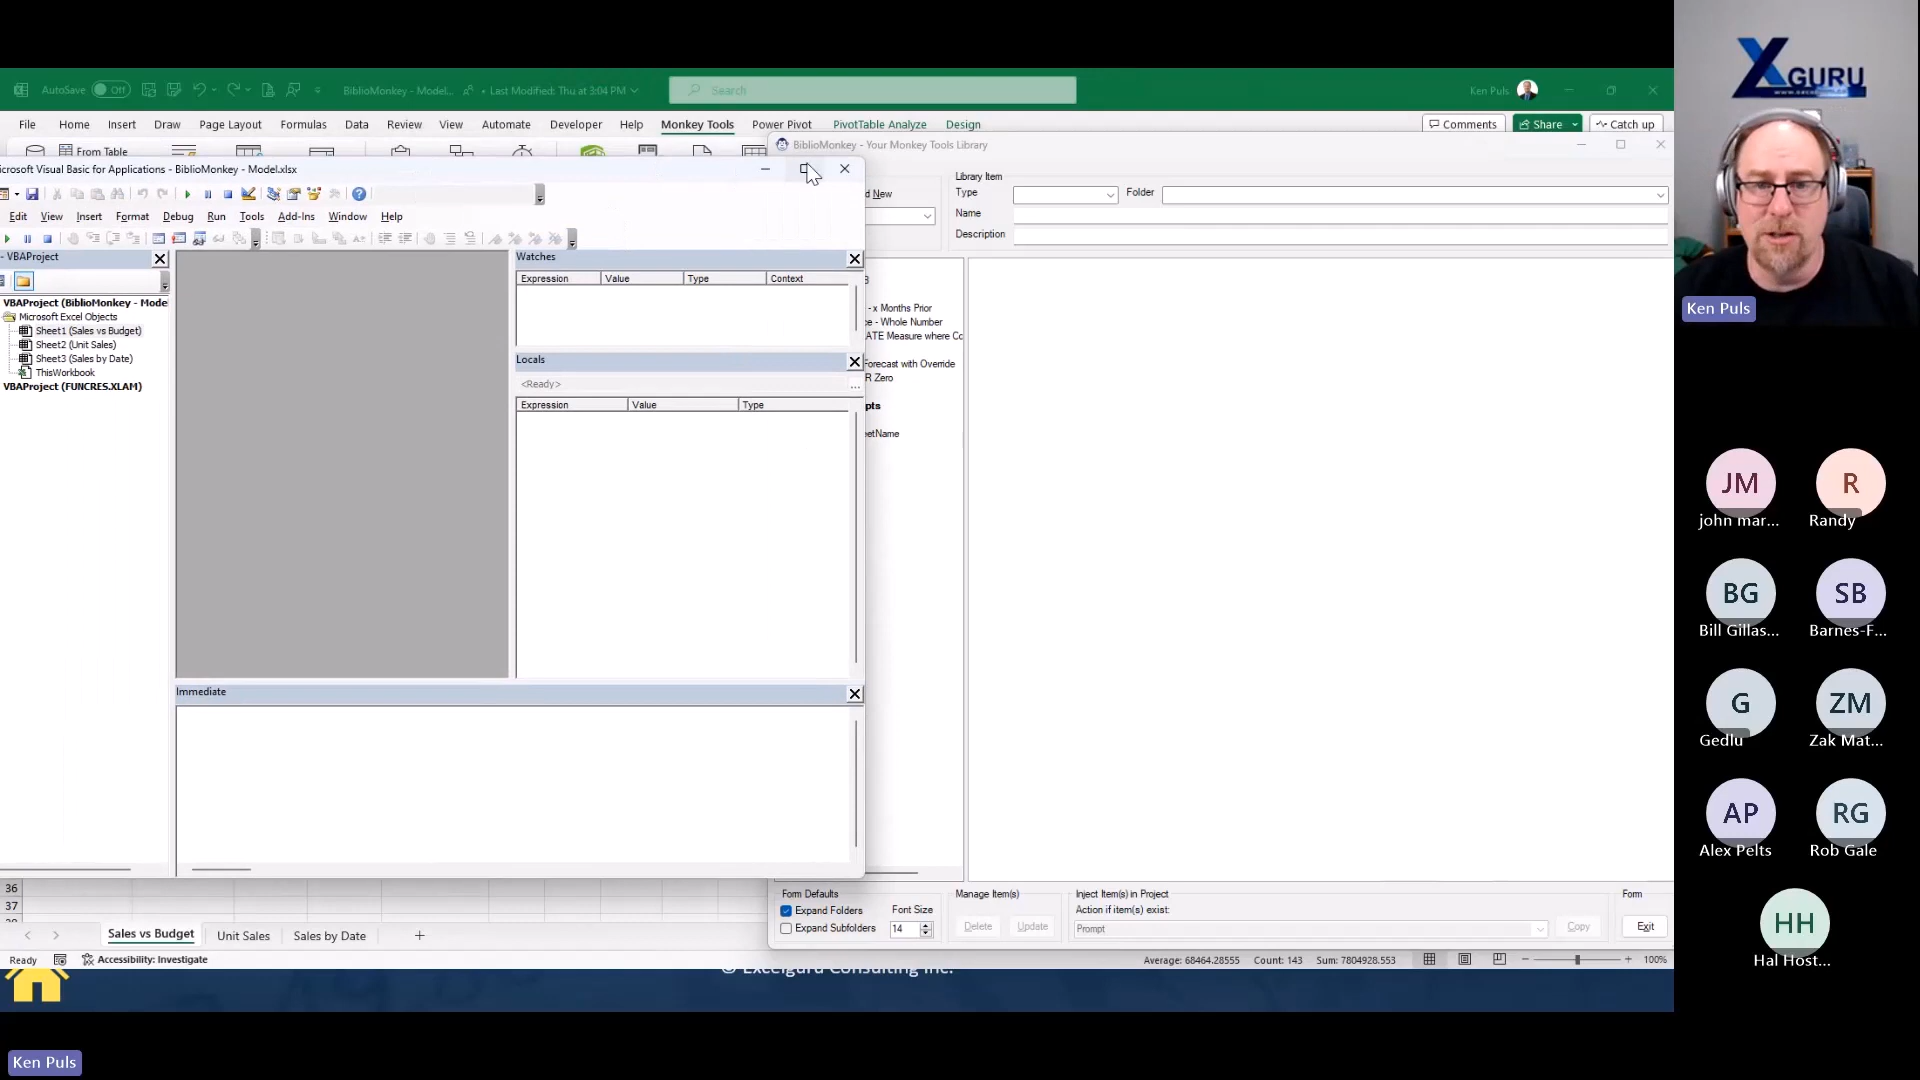 AutoSave Off BiblioMonkey - Model... • Last Modified: Thu at 3:04 PM Search Ken Puls
File Home Insert Draw Page Layout Formulas Data Review View Automate Developer Help Monkey Tools Power Pivot PivotTable Analyze Design Comments Share Catch up
From Table
BiblioMonkey - Your Monkey Tools Library
icrosoft Visual Basic for Applications - BiblioMonkey - Model.xlsx
Edit View Insert Format Debug Run Tools Add-Ins Window Help
- VBAProject
VBAProject (BiblioMonkey - Mode
Microsoft Excel Objects
Sheet1 (Sales vs Budget)
Sheet2 (Unit Sales)
Sheet3 (Sales by Date)
ThisWorkbook
VBAProject (FUNCRES.XLAM)
Watches
Expression Value Type Context
Locals
<Ready>
...
Expression Value Type
Immediate
d New
Library Item
Type
Folder
Name
Description
- x Months Prior
e - Whole Number
ATE Measure where Co
Forecast with Override
R Zero
pts
eetName
Form Defaults
Expand Folders
Expand Subfolders
Font Size
14
Manage Item(s)
Delete Update
Inject Item(s) in Project
Action if item(s) exist:
Prompt
Copy
Form
Exit
36
37
Sales vs Budget Unit Sales Sales by Date
Ready Accessibility: Investigate Average: 68464.28555 Count: 143 Sum: 7804928.553 100%
© Excelguru Consulting Inc.
Ken Puls
XGURU
Ken Puls
JM
john mar...
R
Randy
BG
Bill Gillas...
SB
Barnes-F...
G
Gedlu
ZM
Zak Mat...
AP
Alex Pelts
RG
Rob Gale
HH
Hal Host...